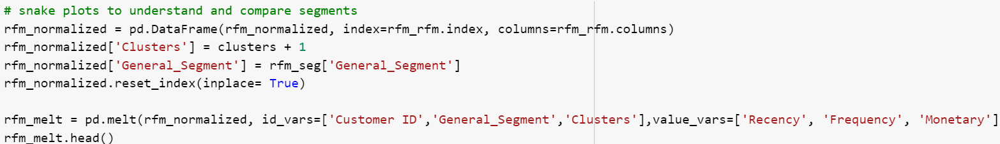 # snake plots to understand and compare segments
rfm_normalized = pd.DataFrame(rfm_normalized, index=rfm_rfm.index, columns=rfm_rfm.columns)
rfm_normalized['Clusters'] = clusters + 1
rfm_normalized['General_Segment'] = rfm_seg['General_Segment']
rfm_normalized.reset_index(inplace= True)
rfm_melt = pd.melt(rfm_normalized, id_vars=['Customer ID','General_Segment','Clusters'],value_vars=['Recency', 'Frequency', 'Monetary']
rfm_melt.head()